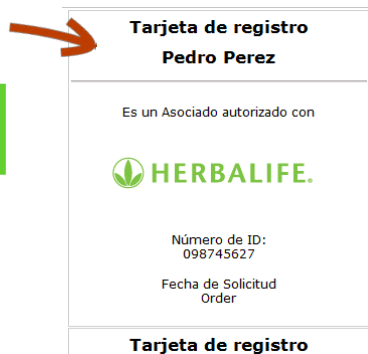 Tarjeta de registro
Pedro Perez
Es un Asociado autorizado con
HERBALIFE.
Número de ID:
098745627
Fecha de Solicitud
Order
Tarjeta de registro